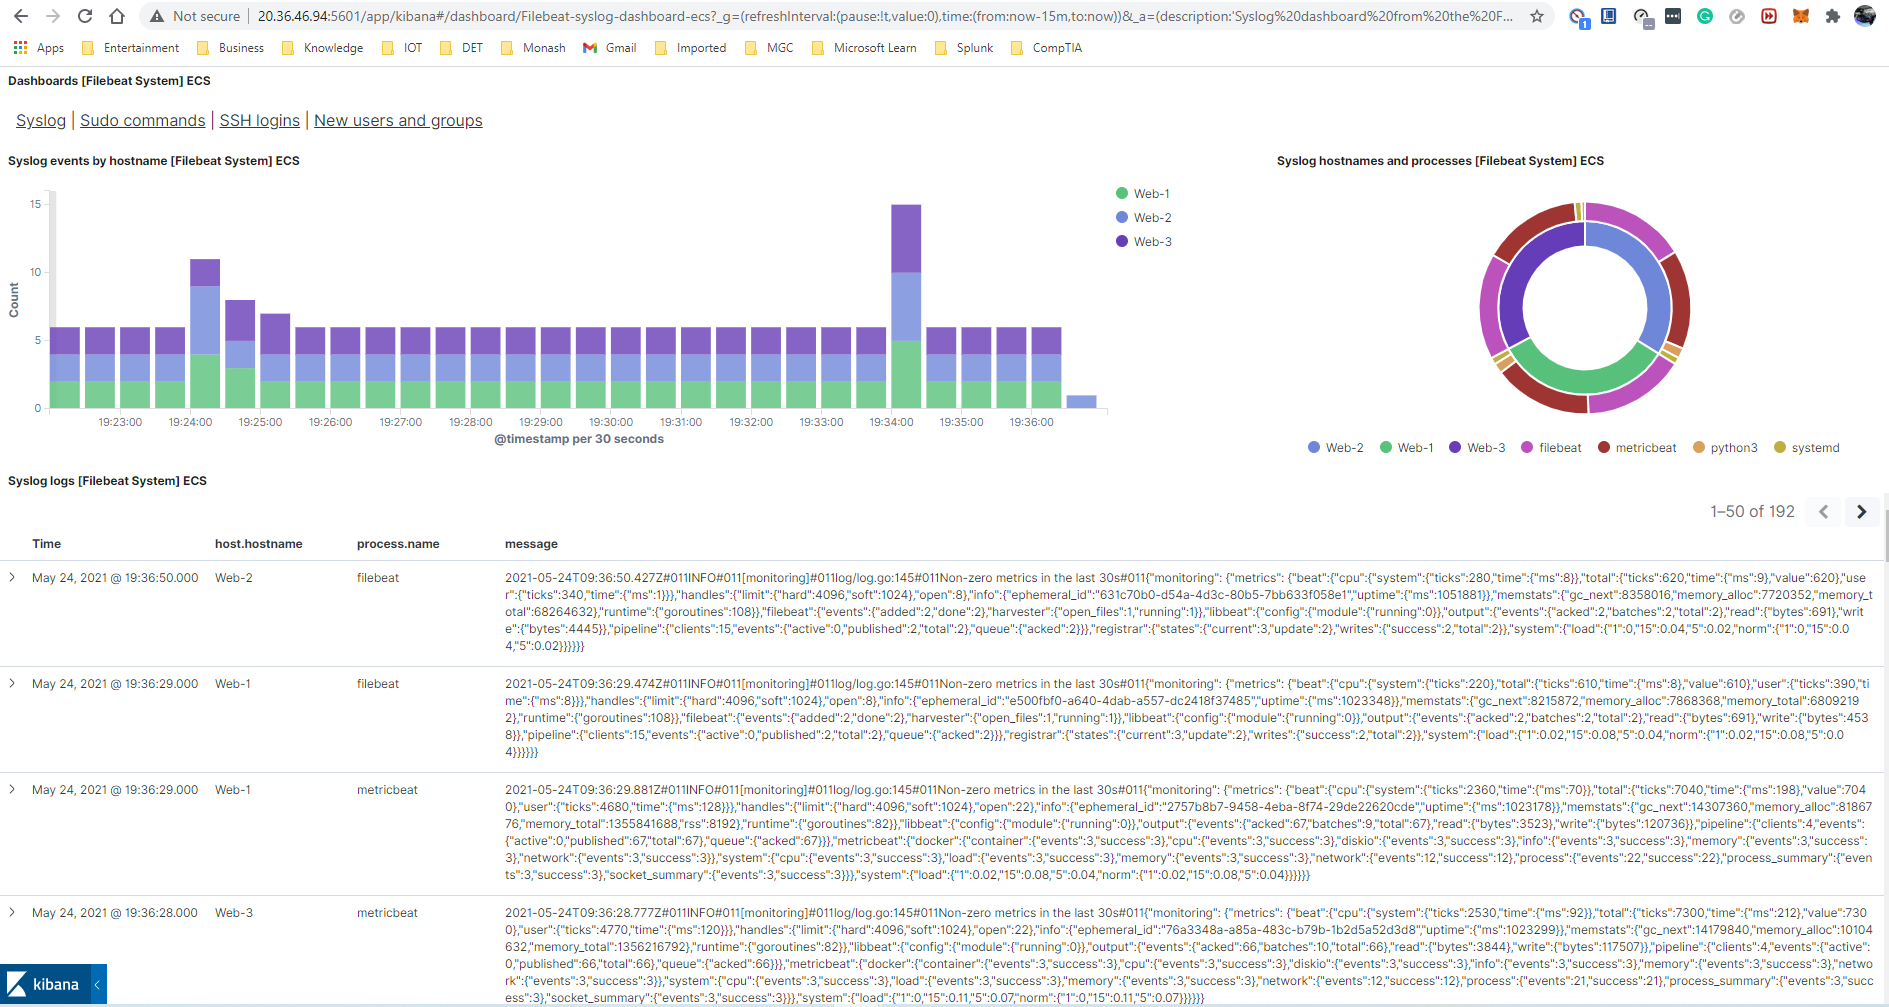 Not secure | 20.36.46.94:5601/app/kibana#/dashboard/Filebeat-syslog-dashboard-ecs?_g=(refreshInterval:(pause:!t,value:0),time:(from:now-15m,to:now))&_a=(description:'Syslog%20dashboard%20from%20the%20F...
Apps Entertainment Business Knowledge IOT DET Monash Gmail Imported MGC Microsoft Learn Splunk CompTIA
Dashboards [Filebeat System] ECS
Syslog | Sudo commands | SSH logins | New users and groups
Syslog events by hostname [Filebeat System] ECS
15
10
5
0
Count
19:23:00 19:24:00 19:25:00 19:26:00 19:27:00 19:28:00 19:29:00 19:30:00 19:31:00 19:32:00 19:33:00 19:34:00 19:35:00 19:36:00
@timestamp per 30 seconds
Web-1
Web-2
Web-3
Syslog hostnames and processes [Filebeat System] ECS
Web-2 Web-1 Web-3 filebeat metricbeat python3 systemd
Syslog logs [Filebeat System] ECS
1–50 of 192
Time host.hostname process.name message
May 24, 2021 @ 19:36:50.000 Web-2 filebeat 2021-05-24T09:36:50.427Z#011INFO#011[monitoring]#011log/log.go:145#011Non-zero metrics in the last 30s#011{"monitoring": {"metrics": {"beat":{"cpu":{"system":{"ticks":280,"time":{"ms":8}},"total":{"ticks":620,"time":{"ms":9},"value":620},"us
er":{"ticks":340,"time":{"ms":1}}},"handles":{"limit":{"hard":4096,"soft":1024},"open":8},"info":{"ephemeral_id":"631c70b0-d54a-4d3c-80b5-7bb633f058e1","uptime":{"ms":1051881}},"memstats":{"gc_next":8358016,"memory_alloc":7720352,"memory_t
otal":68264632},"runtime":{"goroutines":108}},"filebeat":{"events":{"added":2,"done":2},"harvester":{"open_files":1,"running":1}},"libbeat":{"config":{"module":{"running":0}},"output":{"events":{"acked":2,"batches":2,"total":2},"read":{"bytes":691},"writ
e":{"bytes":4445}},"pipeline":{"clients":15,"events":{"active":0,"published":2,"total":2},"queue":{"acked":2}}},"registrar":{"states":{"current":3,"update":2},"writes":{"success":2,"total":2}},"system":{"load":{"1":0,"15":0.04,"5":0.02,"norm":{"1":0,"15":0.0
4,"5":0.02}}}}}}
May 24, 2021 @ 19:36:29.000 Web-1 filebeat 2021-05-24T09:36:29.474Z#011INFO#011[monitoring]#011log/log.go:145#011Non-zero metrics in the last 30s#011{"monitoring": {"metrics": {"beat":{"cpu":{"system":{"ticks":220},"total":{"ticks":610,"time":{"ms":8},"value":610},"user":{"ticks":390,"ti
me":{"ms":8}}},"handles":{"limit":{"hard":4096,"soft":1024},"open":8},"info":{"ephemeral_id":"e500fbf0-a640-4dab-a557-dc2418f37485","uptime":{"ms":1023348}},"memstats":{"gc_next":8215872,"memory_alloc":7868368,"memory_total":6809219
2},"runtime":{"goroutines":108}},"filebeat":{"events":{"added":2,"done":2},"harvester":{"open_files":1,"running":1}},"libbeat":{"config":{"module":{"running":0}},"output":{"events":{"acked":2,"batches":2,"total":2},"read":{"bytes":691},"write":{"bytes":453
8}},"pipeline":{"clients":15,"events":{"active":0,"published":2,"total":2},"queue":{"acked":2}}},"registrar":{"states":{"current":3,"update":2},"writes":{"success":2,"total":2}},"system":{"load":{"1":0.02,"15":0.08,"5":0.04,"norm":{"1":0.02,"15":0.08,"5":0.0
4}}}}}}
May 24, 2021 @ 19:36:29.000 Web-1 metricbeat 2021-05-24T09:36:29.881Z#011INFO#011[monitoring]#011log/log.go:145#011Non-zero metrics in the last 30s#011{"monitoring": {"metrics": {"beat":{"cpu":{"system":{"ticks":2360,"time":{"ms":70}},"total":{"ticks":7040,"time":{"ms":198},"value":704
0},"user":{"ticks":4680,"time":{"ms":128}}},"handles":{"limit":{"hard":4096,"soft":1024},"open":22},"info":{"ephemeral_id":"2757b8b7-9458-4eba-8f74-29de22620cde","uptime":{"ms":1023178}},"memstats":{"gc_next":14307360,"memory_alloc":81867
76,"memory_total":1355841688,"rss":8192},"runtime":{"goroutines":82}},"libbeat":{"config":{"module":{"running":0}},"output":{"events":{"acked":67,"batches":9,"total":67},"read":{"bytes":3523},"write":{"bytes":120736}},"pipeline":{"clients":4,"events":
{"active":0,"published":67,"total":67},"queue":{"acked":67}}},"metricbeat":{"docker":{"container":{"events":3,"success":3},"cpu":{"events":3,"success":3},"diskio":{"events":3,"success":3},"info":{"events":3,"success":3},"memory":{"events":3,"success":
3},"network":{"events":3,"success":3}},"system":{"cpu":{"events":3,"success":3},"load":{"events":3,"success":3},"memory":{"events":3,"success":3},"network":{"events":12,"success":12},"process":{"events":22,"success":22},"process_summary":{"even
ts":3,"success":3},"socket_summary":{"events":3,"success":3}}},"system":{"load":{"1":0.02,"15":0.08,"5":0.04,"norm":{"1":0.02,"15":0.08,"5":0.04}}}}}}
May 24, 2021 @ 19:36:28.000 Web-3 metricbeat 2021-05-24T09:36:28.777Z#011INFO#011[monitoring]#011log/log.go:145#011Non-zero metrics in the last 30s#011{"monitoring": {"metrics": {"beat":{"cpu":{"system":{"ticks":2530,"time":{"ms":92}},"total":{"ticks":7300,"time":{"ms":212},"value":730
0},"user":{"ticks":4770,"time":{"ms":120}}},"handles":{"limit":{"hard":4096,"soft":1024},"open":22},"info":{"ephemeral_id":"76a3348a-a85a-483c-b79b-1b2d5a52d3d8","uptime":{"ms":1023299}},"memstats":{"gc_next":14179840,"memory_alloc":10104
632,"memory_total":1356216792},"runtime":{"goroutines":82}},"libbeat":{"config":{"module":{"running":0}},"output":{"events":{"acked":66,"batches":10,"total":66},"read":{"bytes":3844},"write":{"bytes":117507}},"pipeline":{"clients":4,"events":{"active":
0,"published":66,"total":66},"queue":{"acked":66}}},"metricbeat":{"docker":{"container":{"events":3,"success":3},"cpu":{"events":3,"success":3},"diskio":{"events":3,"success":3},"info":{"events":3,"success":3},"memory":{"events":3,"success":3},"netwo
rk":{"events":3,"success":3}},"system":{"cpu":{"events":3,"success":3},"load":{"events":3,"success":3},"memory":{"events":3,"success":3},"network":{"events":12,"success":12},"process":{"events":21,"success":21},"process_summary":{"events":3,"succ
ess":3},"socket_summary":{"events":3,"success":3}}},"system":{"load":{"1":0,"15":0.11,"5":0.07,"norm":{"1":0,"15":0.11,"5":0.07}}}}}}
kibana